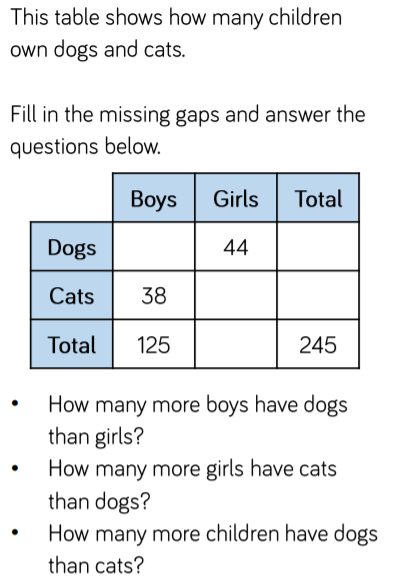 This table shows how many children
own dogs and cats.
Fill in the missing gaps and answer the
questions below.
Boys Girls Total
Dogs 44
Cats 38
Total 125 245
• How many more boys have dogs
than girls?
• How many more girls have cats
than dogs?
• How many more children have dogs
than cats?